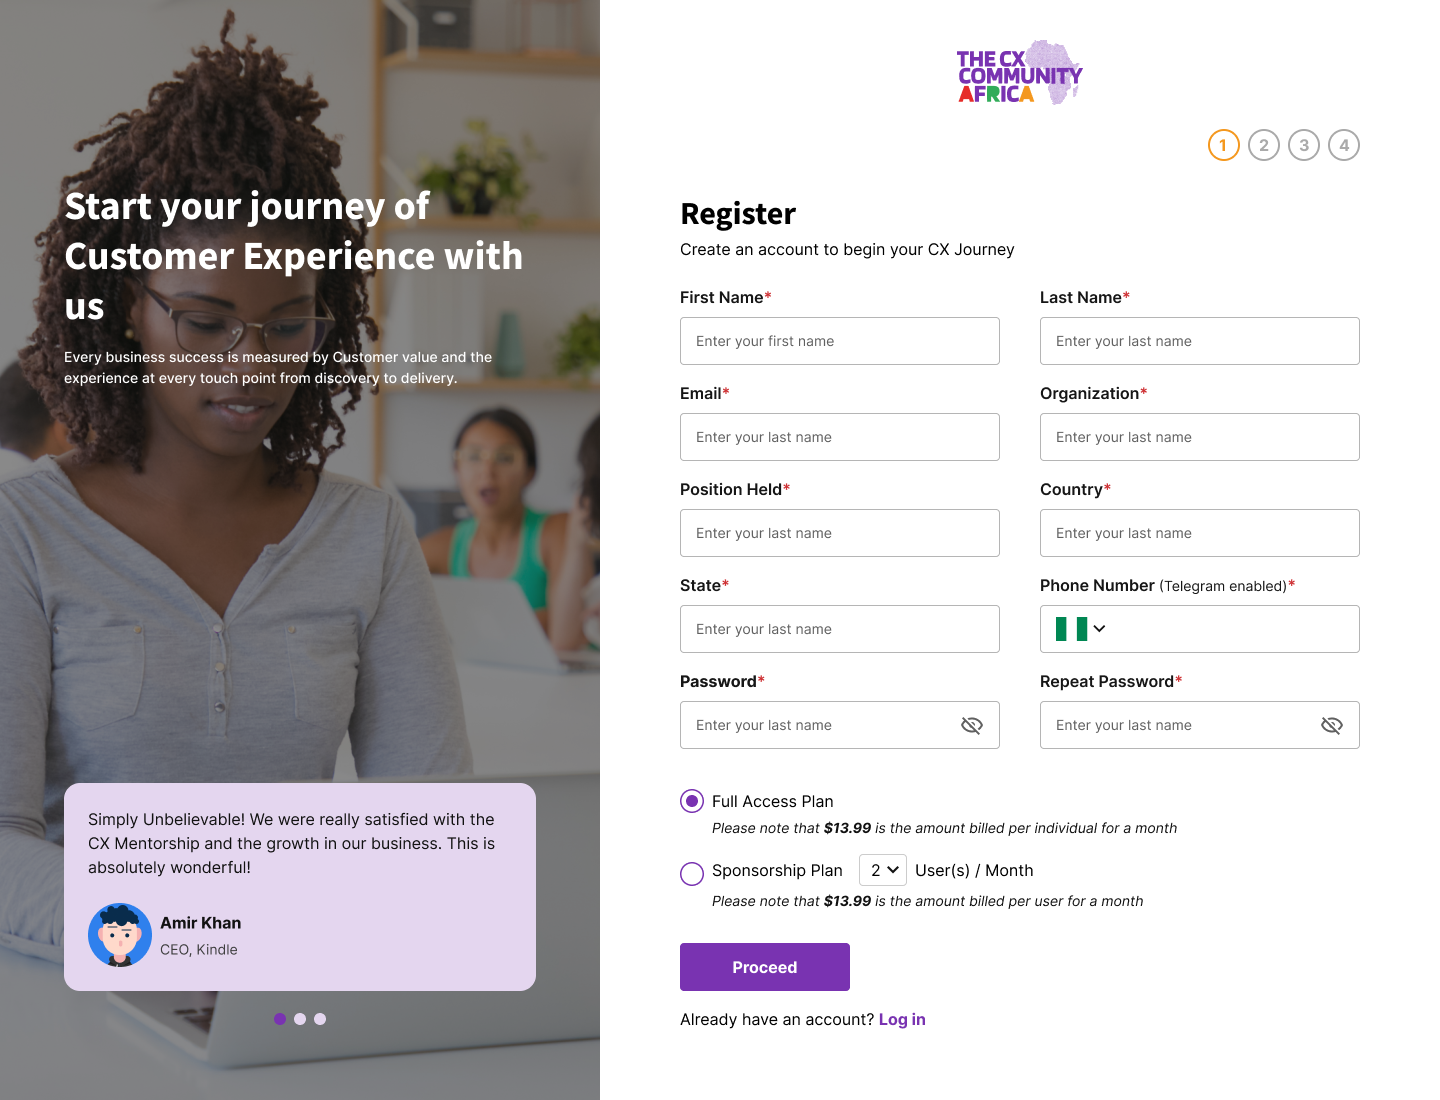 Start your journey of
Customer Experience with
us
Every business success is measured by Customer value and the
experience at every touch point from discovery to delivery.
Simply Unbelievable! We were really satisfied with the
CX Mentorship and the growth in our business. This is
absolutely wonderful!
Amir Khan
CEO, Kindle
THE CX
COMMUNITY
AFRICA
1 2 3 4
Register
Create an account to begin your CX Journey
First Name* Last Name*
Enter your first name Enter your last name
Email* Organization*
Enter your last name Enter your last name
Position Held* Country*
Enter your last name Enter your last name
State* Phone Number (Telegram enabled)*
Enter your last name
Password* Repeat Password*
Enter your last name Enter your last name
Full Access Plan
Please note that $13.99 is the amount billed per individual for a month
Sponsorship Plan 2 User(s) / Month
Please note that $13.99 is the amount billed per user for a month
Proceed
Already have an account? Log in